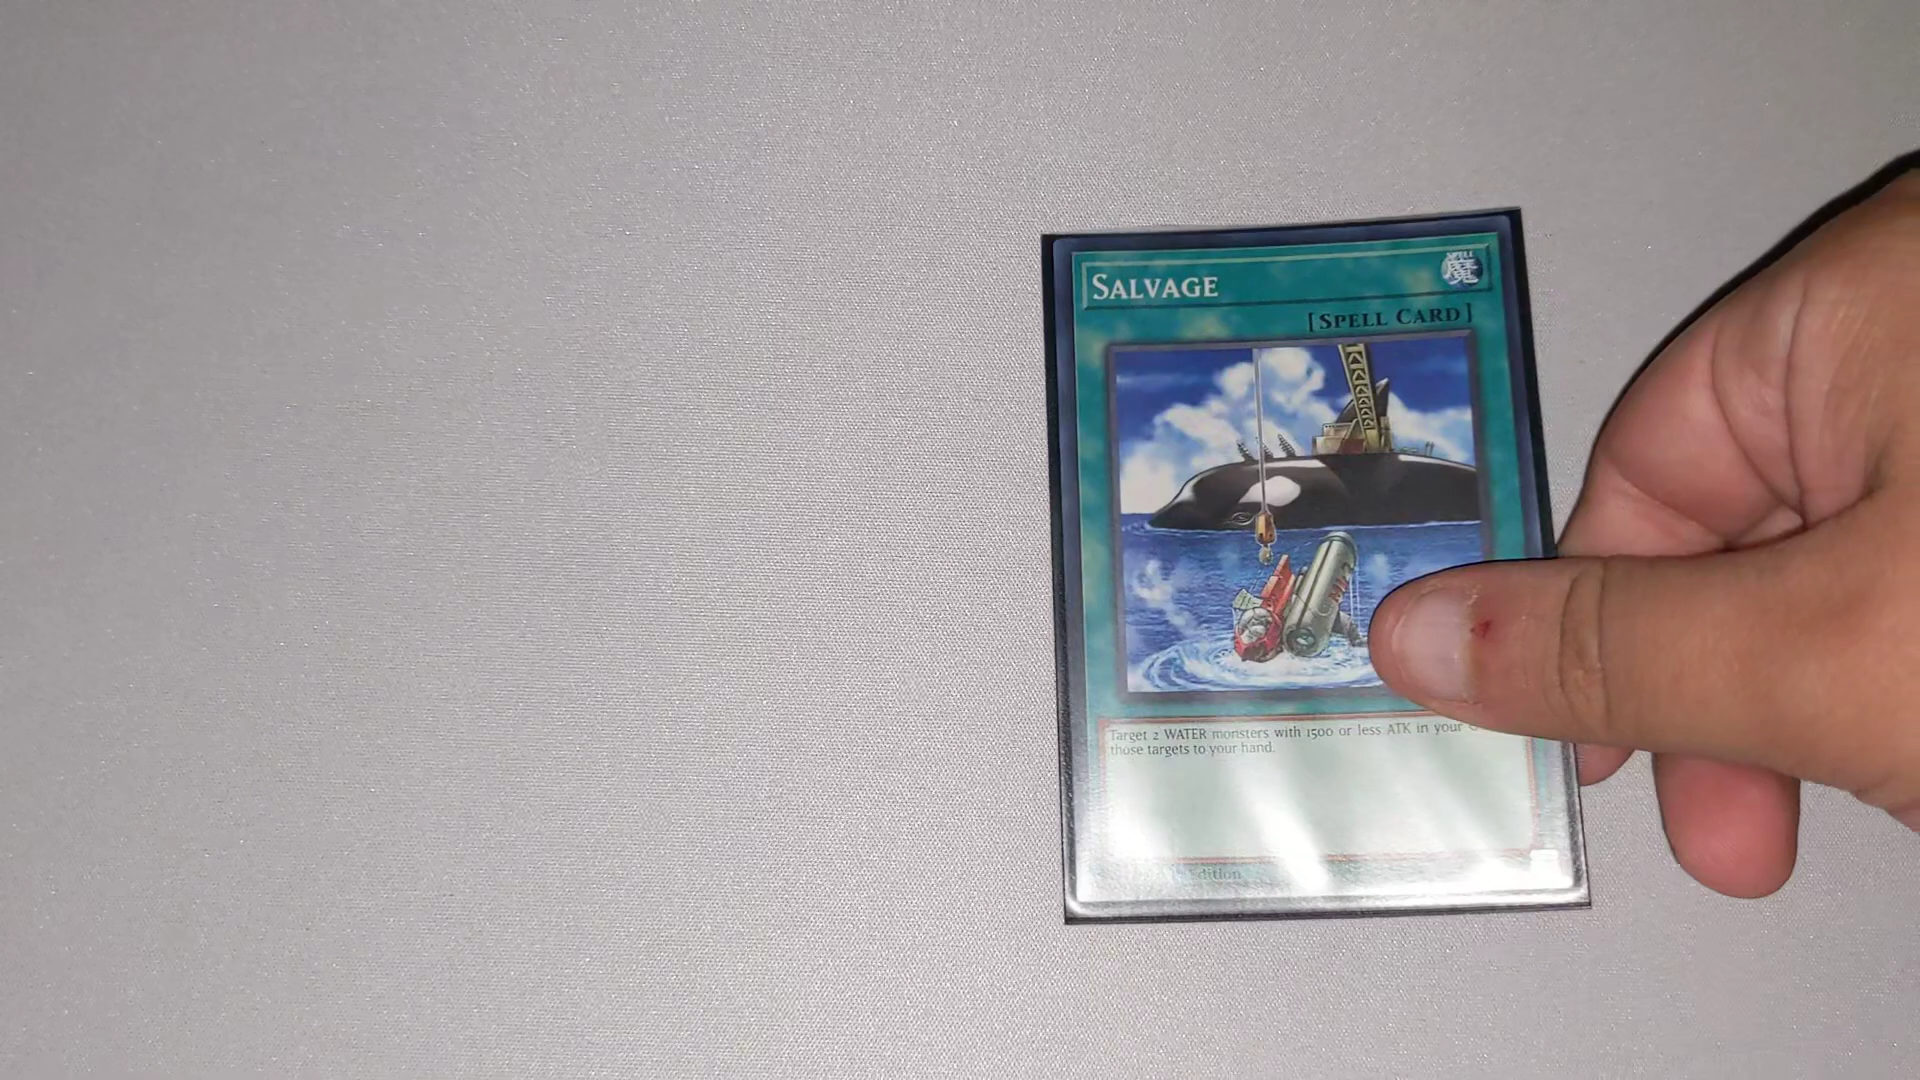 SALVAGE
SPELL
魔
[SPELL CARD]
Target 2 WATER monsters with 1500 or less ATK in your
those targets to your hand.
Edition